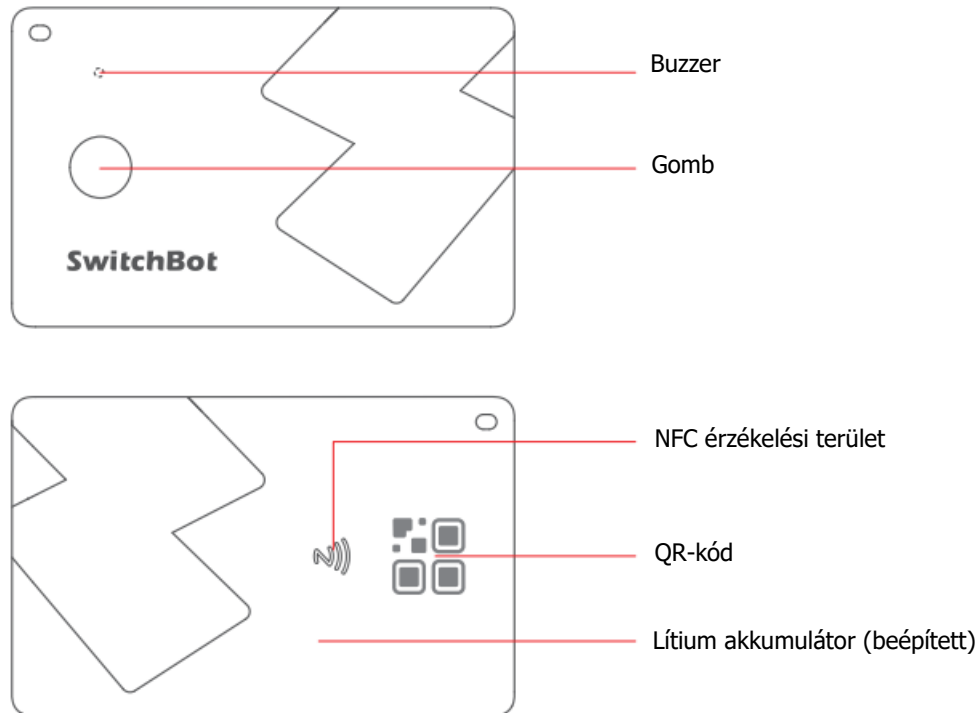 Buzzer
Gomb
SwitchBot
NFC érzékelési terület
QR-kód
Lítium akkumulátor (beépített)